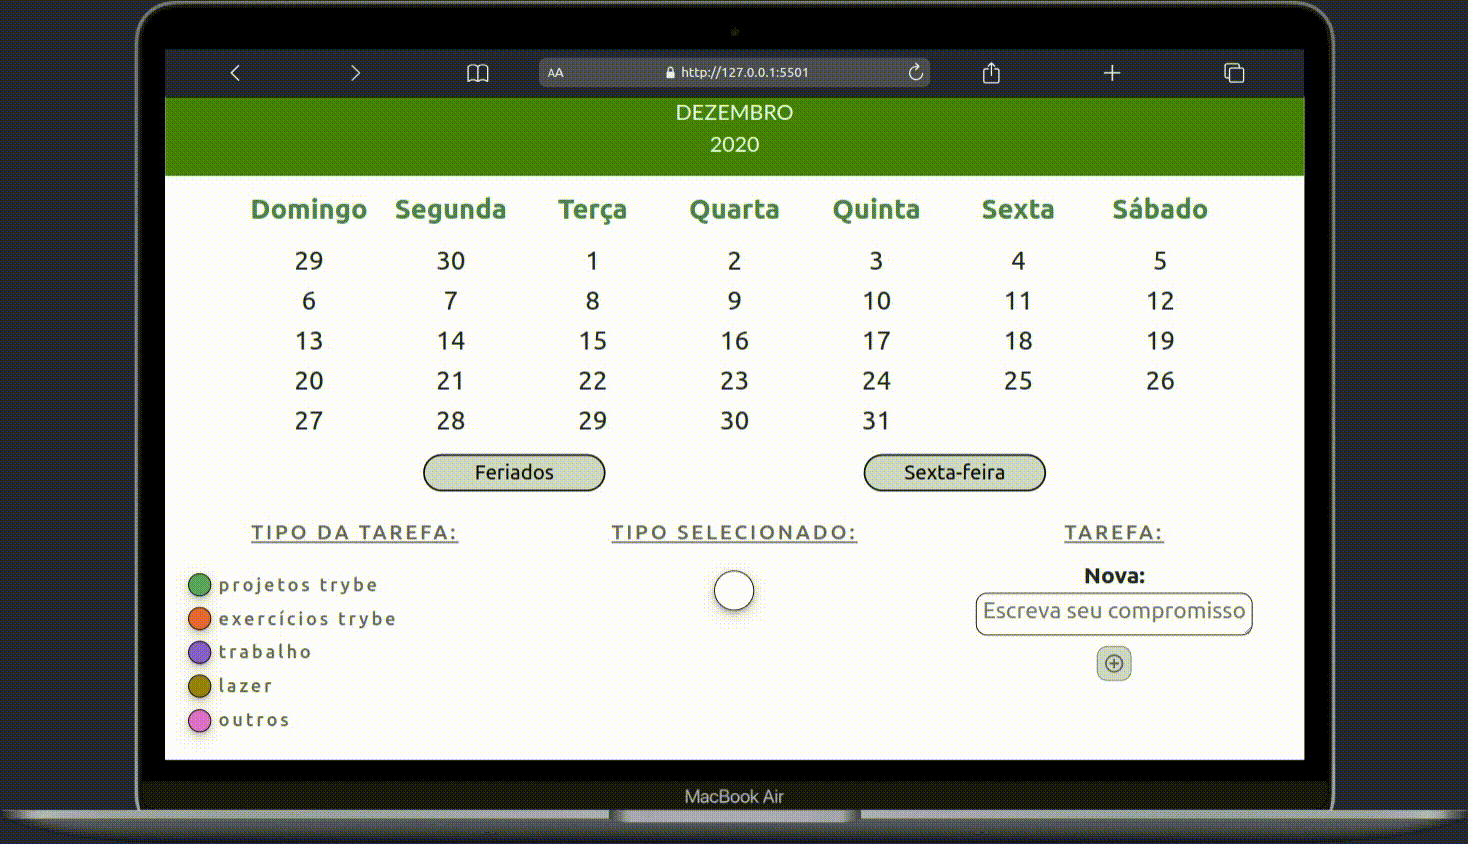 AA http://127.0.0.1:5501
DEZEMBRO
2020
Domingo Segunda Terça Quarta Quinta Sexta Sábado
29 30 1 2 3 4 5
6 7 8 9 10 11 12
13 14 15 16 17 18 19
20 21 22 23 24 25 26
27 28 29 30 31
Feriados Sexta-feira
TIPO DA TAREFA: TIPO SELECIONADO: TAREFA:
Nova:
projetos trybe
Escreva seu compromisso
exercícios trybe
trabalho
lazer
outros
MacBook Air